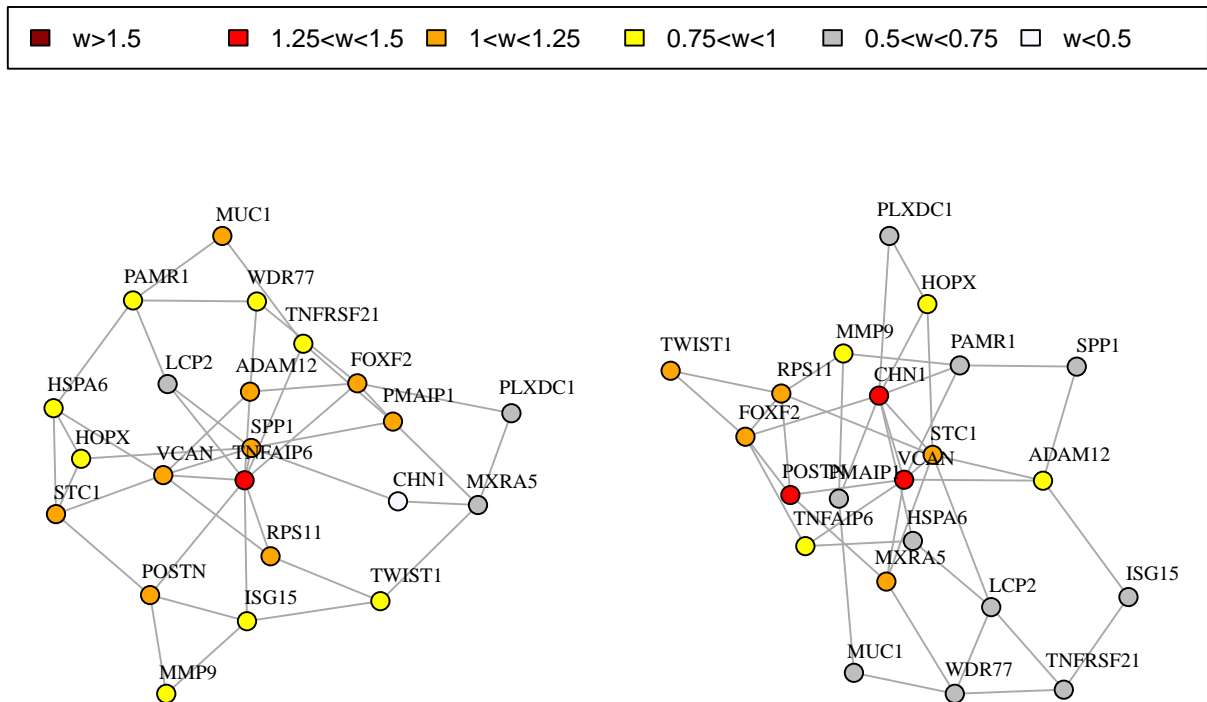 w>1.5 1.25<w<1.5 1<w<1.25 0.75<w<1 0.5<w<0.75 w<0.5
MUC1
PAMR1 WDR77
TNFRSF21
LCP2 ADAM12 FOXF2
HSPA6 PMAIP1 PLXDC1
HOPX VCAN SPP1
TNFAIP6
STC1 CHN1 MXRA5
RPS11
POSTN ISG15 TWIST1
MMP9
PLXDC1
HOPX
TWIST1 MMP9 PAMR1 SPP1
RPS11 CHN1
FOXF2 STC1
POSTN PMAIP1 VCAN ADAM12
TNFAIP6 HSPA6
MXRA5 LCP2 ISG15
MUC1 WDR77 TNFRSF21